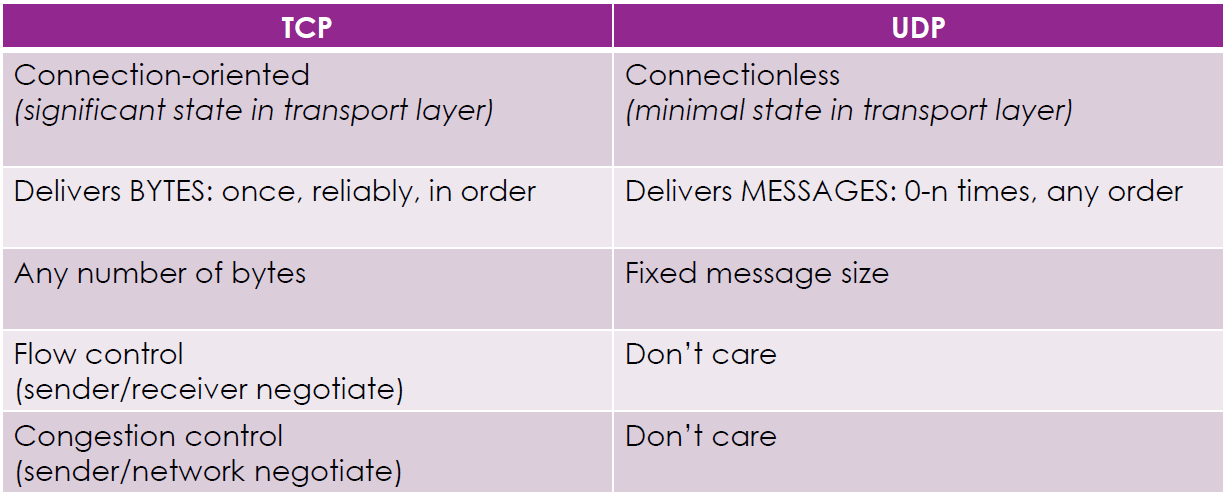 TCP
UDP
Connection-oriented
(significant state in transport layer)
Connectionless
(minimal state in transport layer)
Delivers BYTES: once, reliably, in order
Delivers MESSAGES: 0-n times, any order
Any number of bytes
Fixed message size
Flow control
(sender/receiver negotiate)
Don’t care
Congestion control
(sender/network negotiate)
Don’t care